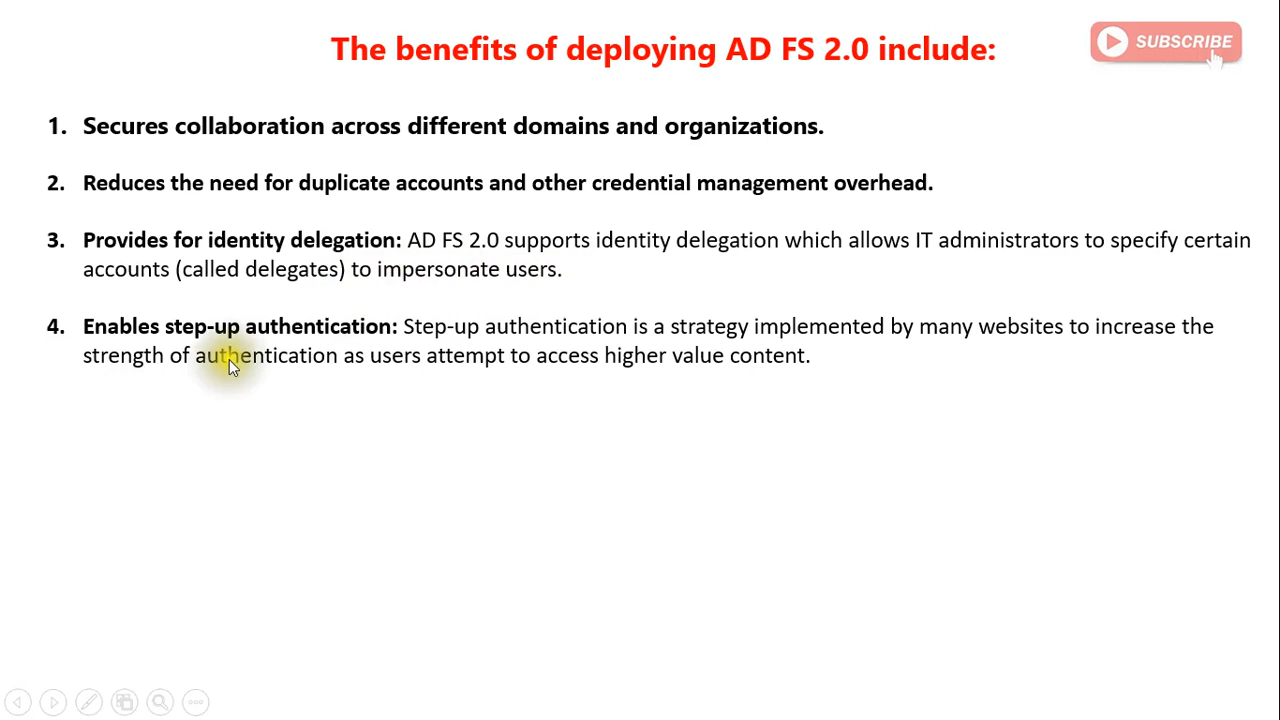 The benefits of deploying AD FS 2.0 include:
SUBSCRIBE
1. Secures collaboration across different domains and organizations.
2. Reduces the need for duplicate accounts and other credential management overhead.
3. Provides for identity delegation: AD FS 2.0 supports identity delegation which allows IT administrators to specify certain
accounts (called delegates) to impersonate users.
4. Enables step-up authentication: Step-up authentication is a strategy implemented by many websites to increase the
strength of authentication as users attempt to access higher value content.